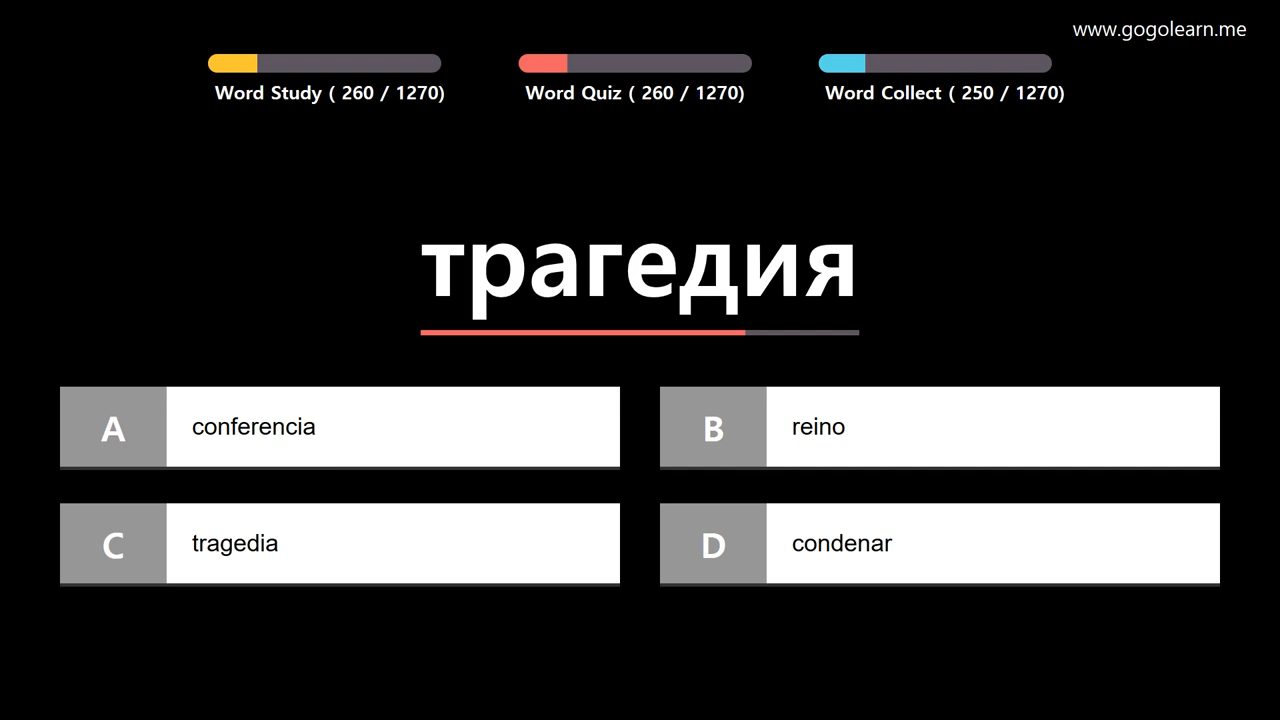 www.gogolearn.me
Word Study ( 260 / 1270)
Word Quiz ( 260 / 1270)
Word Collect ( 250 / 1270)
трагедия
A conferencia
B reino
C tragedia
D condenar